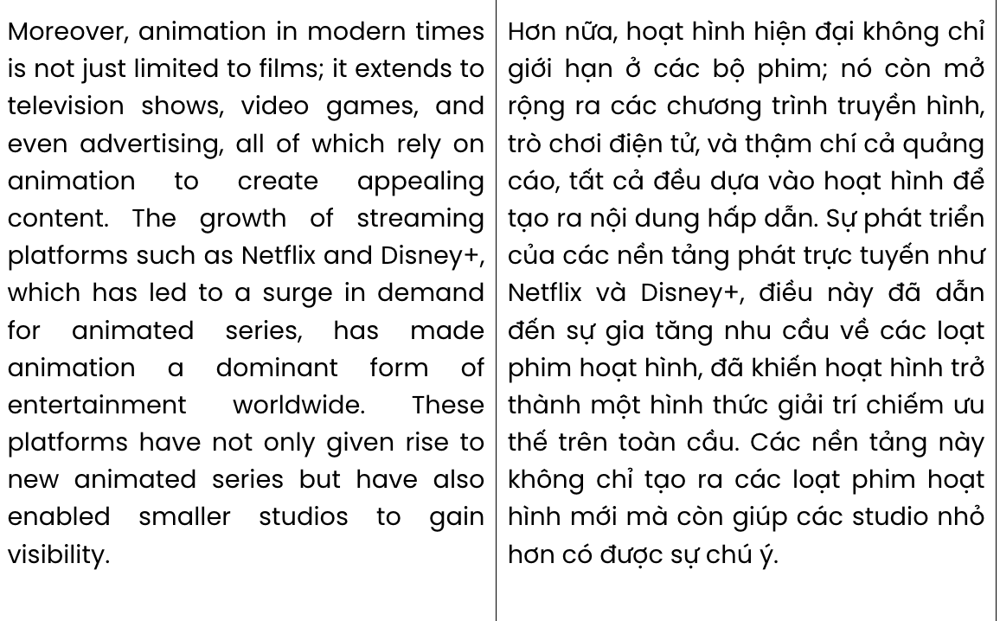 Moreover, animation in modern times
is not just limited to films; it extends to
television shows, video games, and
even advertising, all of which rely on
animation to create appealing
content. The growth of streaming
platforms such as Netflix and Disney+,
which has led to a surge in demand
for animated series, has made
animation a dominant form of
entertainment worldwide. These
platforms have not only given rise to
new animated series but have also
enabled smaller studios to gain
visibility.
Hơn nữa, hoạt hình hiện đại không chỉ
giới hạn ở các bộ phim; nó còn mở
rộng ra các chương trình truyền hình,
trò chơi điện tử, và thậm chí cả quảng
cáo, tất cả đều dựa vào hoạt hình để
tạo ra nội dung hấp dẫn. Sự phát triển
của các nền tảng phát trực tuyến như
Netflix và Disney+, điều này đã dẫn
đến sự gia tăng nhu cầu về các loạt
phim hoạt hình, đã khiến hoạt hình trở
thành một hình thức giải trí chiếm ưu
thế trên toàn cầu. Các nền tảng này
không chỉ tạo ra các loạt phim hoạt
hình mới mà còn giúp các studio nhỏ
hơn có được sự chú ý.